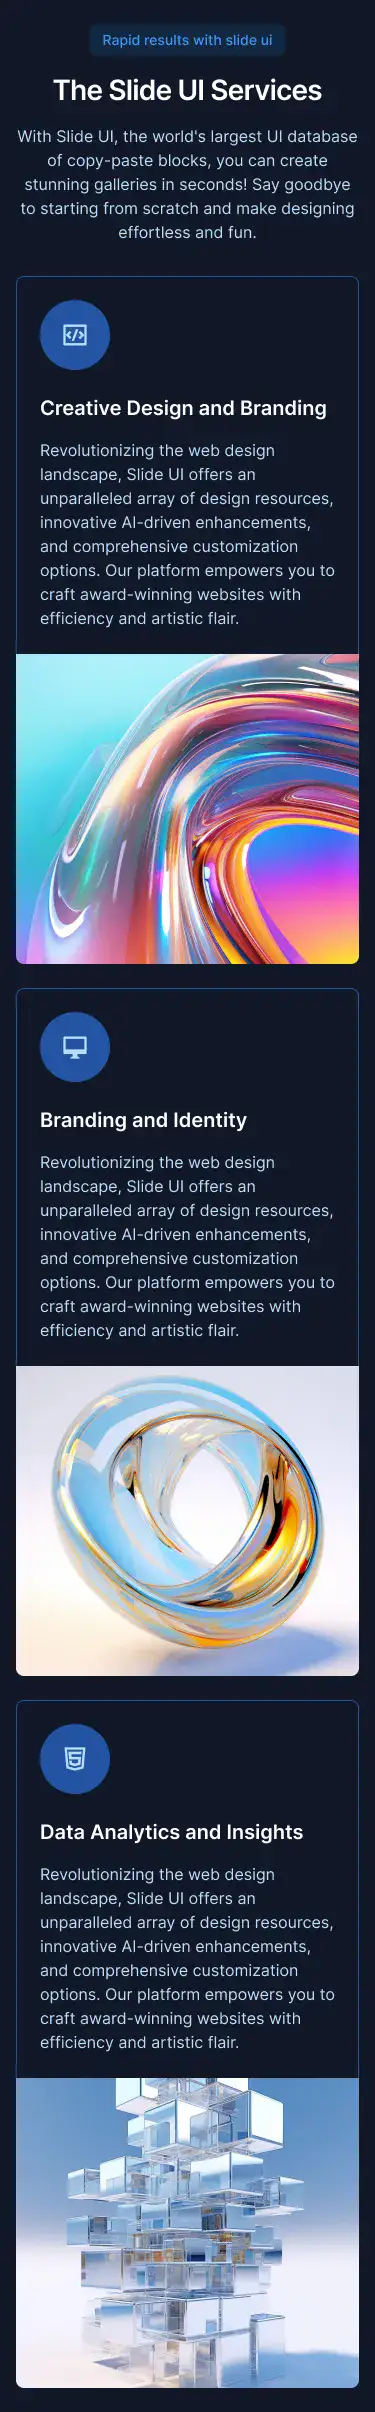 Rapid results with slide ui
The Slide UI Services
With Slide UI, the world's largest UI database
of copy-paste blocks, you can create
stunning galleries in seconds! Say goodbye
to starting from scratch and make designing
effortless and fun.
Creative Design and Branding
Revolutionizing the web design
landscape, Slide UI offers an
unparalleled array of design resources,
innovative AI-driven enhancements,
and comprehensive customization
options. Our platform empowers you to
craft award-winning websites with
efficiency and artistic flair.
Branding and Identity
Revolutionizing the web design
landscape, Slide UI offers an
unparalleled array of design resources,
innovative AI-driven enhancements,
and comprehensive customization
options. Our platform empowers you to
craft award-winning websites with
efficiency and artistic flair.
Data Analytics and Insights
Revolutionizing the web design
landscape, Slide UI offers an
unparalleled array of design resources,
innovative AI-driven enhancements,
and comprehensive customization
options. Our platform empowers you to
craft award-winning websites with
efficiency and artistic flair.